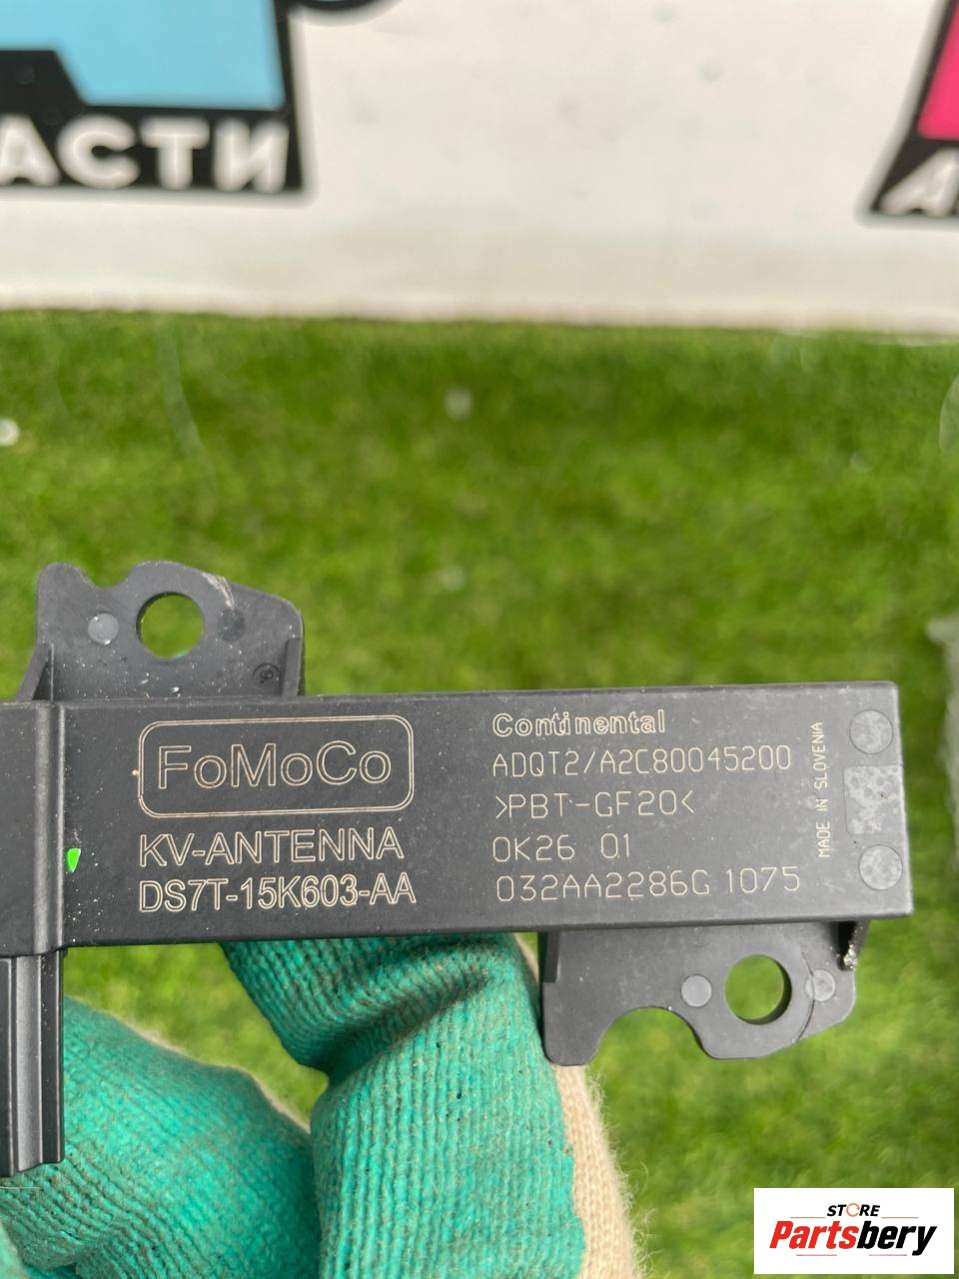 АСТИ
А
FoMoCo
KV-ANTENNA
DS7T-15K603-AA
Continental
ADQT2/A2C80045200
>PBT-GF20<
0K26 01
032AA2286G 1075
MADE IN SLOVENIA
STORE
Partsbery